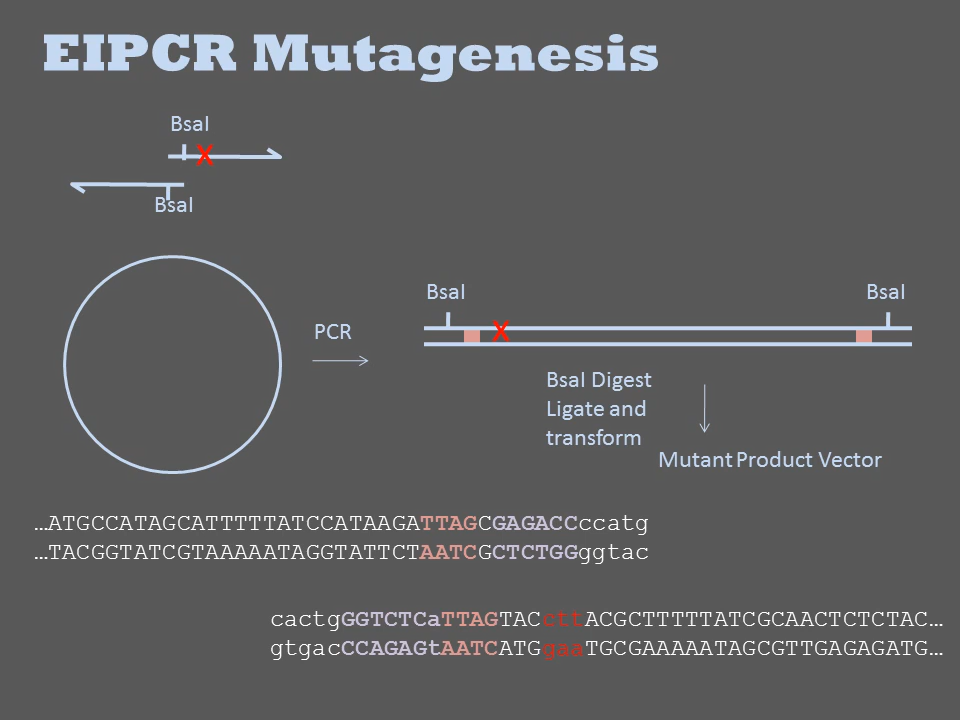 EIPCR Mutagenesis
BsaI
X
BsaI
BsaI
BsaI
X
PCR
BsaI Digest
Ligate and
transform
Mutant Product Vector
…ATGCCATAGCATTTTTATCCATAAGATTAGCGAGACCccatg
…TACGGTATCGTAAAAATAGGTATTCTAATCGCTCTGGggtac
cactgGGTCTCaTTAGTACcttACGCTTTTTATCGCAACTCTCTAC…
gtgacCCAGAGtAATCATGgaaTGCGAAAAATAGCGTTGAGAGATG…